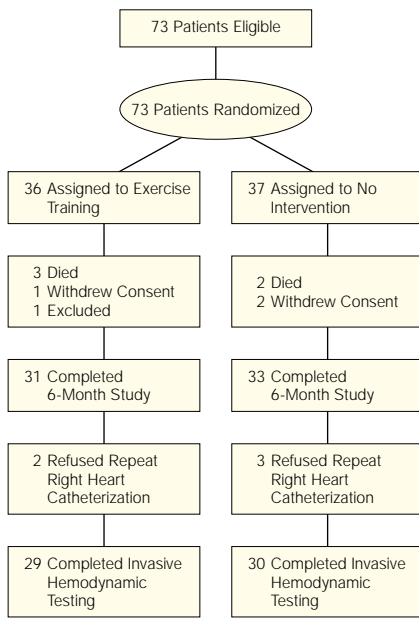 73 Patients Eligible
73 Patients Randomized
36 Assigned to Exercise
Training
37 Assigned to No
Intervention
3 Died
1 Withdrew Consent
1 Excluded
2 Died
2 Withdrew Consent
31 Completed
6-Month Study
33 Completed
6-Month Study
2 Refused Repeat
Right Heart
Catheterization
3 Refused Repeat
Right Heart
Catheterization
29 Completed Invasive
Hemodynamic
Testing
30 Completed Invasive
Hemodynamic
Testing